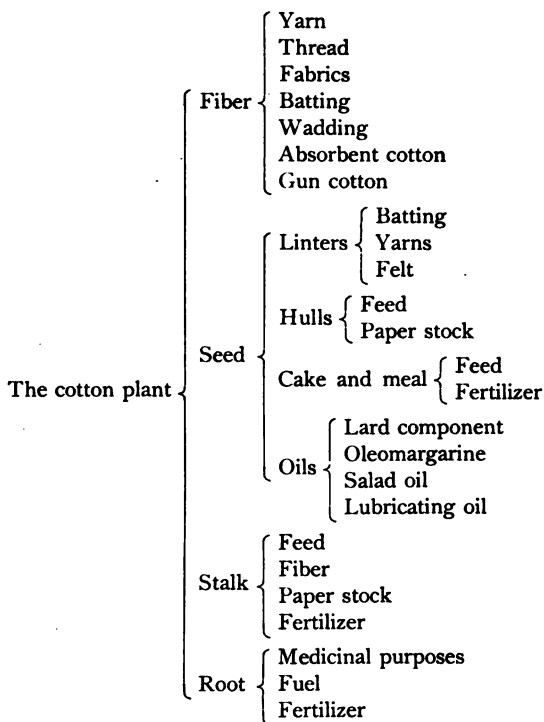 Yarn
Thread
Fabrics
Fiber
Batting
Wadding
Absorbent cotton
Gun cotton
Batting
Linters
Yarns
Felt
Feed
Hulls
Paper stock
Seed
Feed
Cake and meal
The cotton plant
Fertilizer
Lard component
Oleomargarine
Oils
Salad oil
Lubricating oil
Feed
Fiber
Stalk
Paper stock
Fertilizer
Medicinal purposes
Root
Fuel
Fertilizer